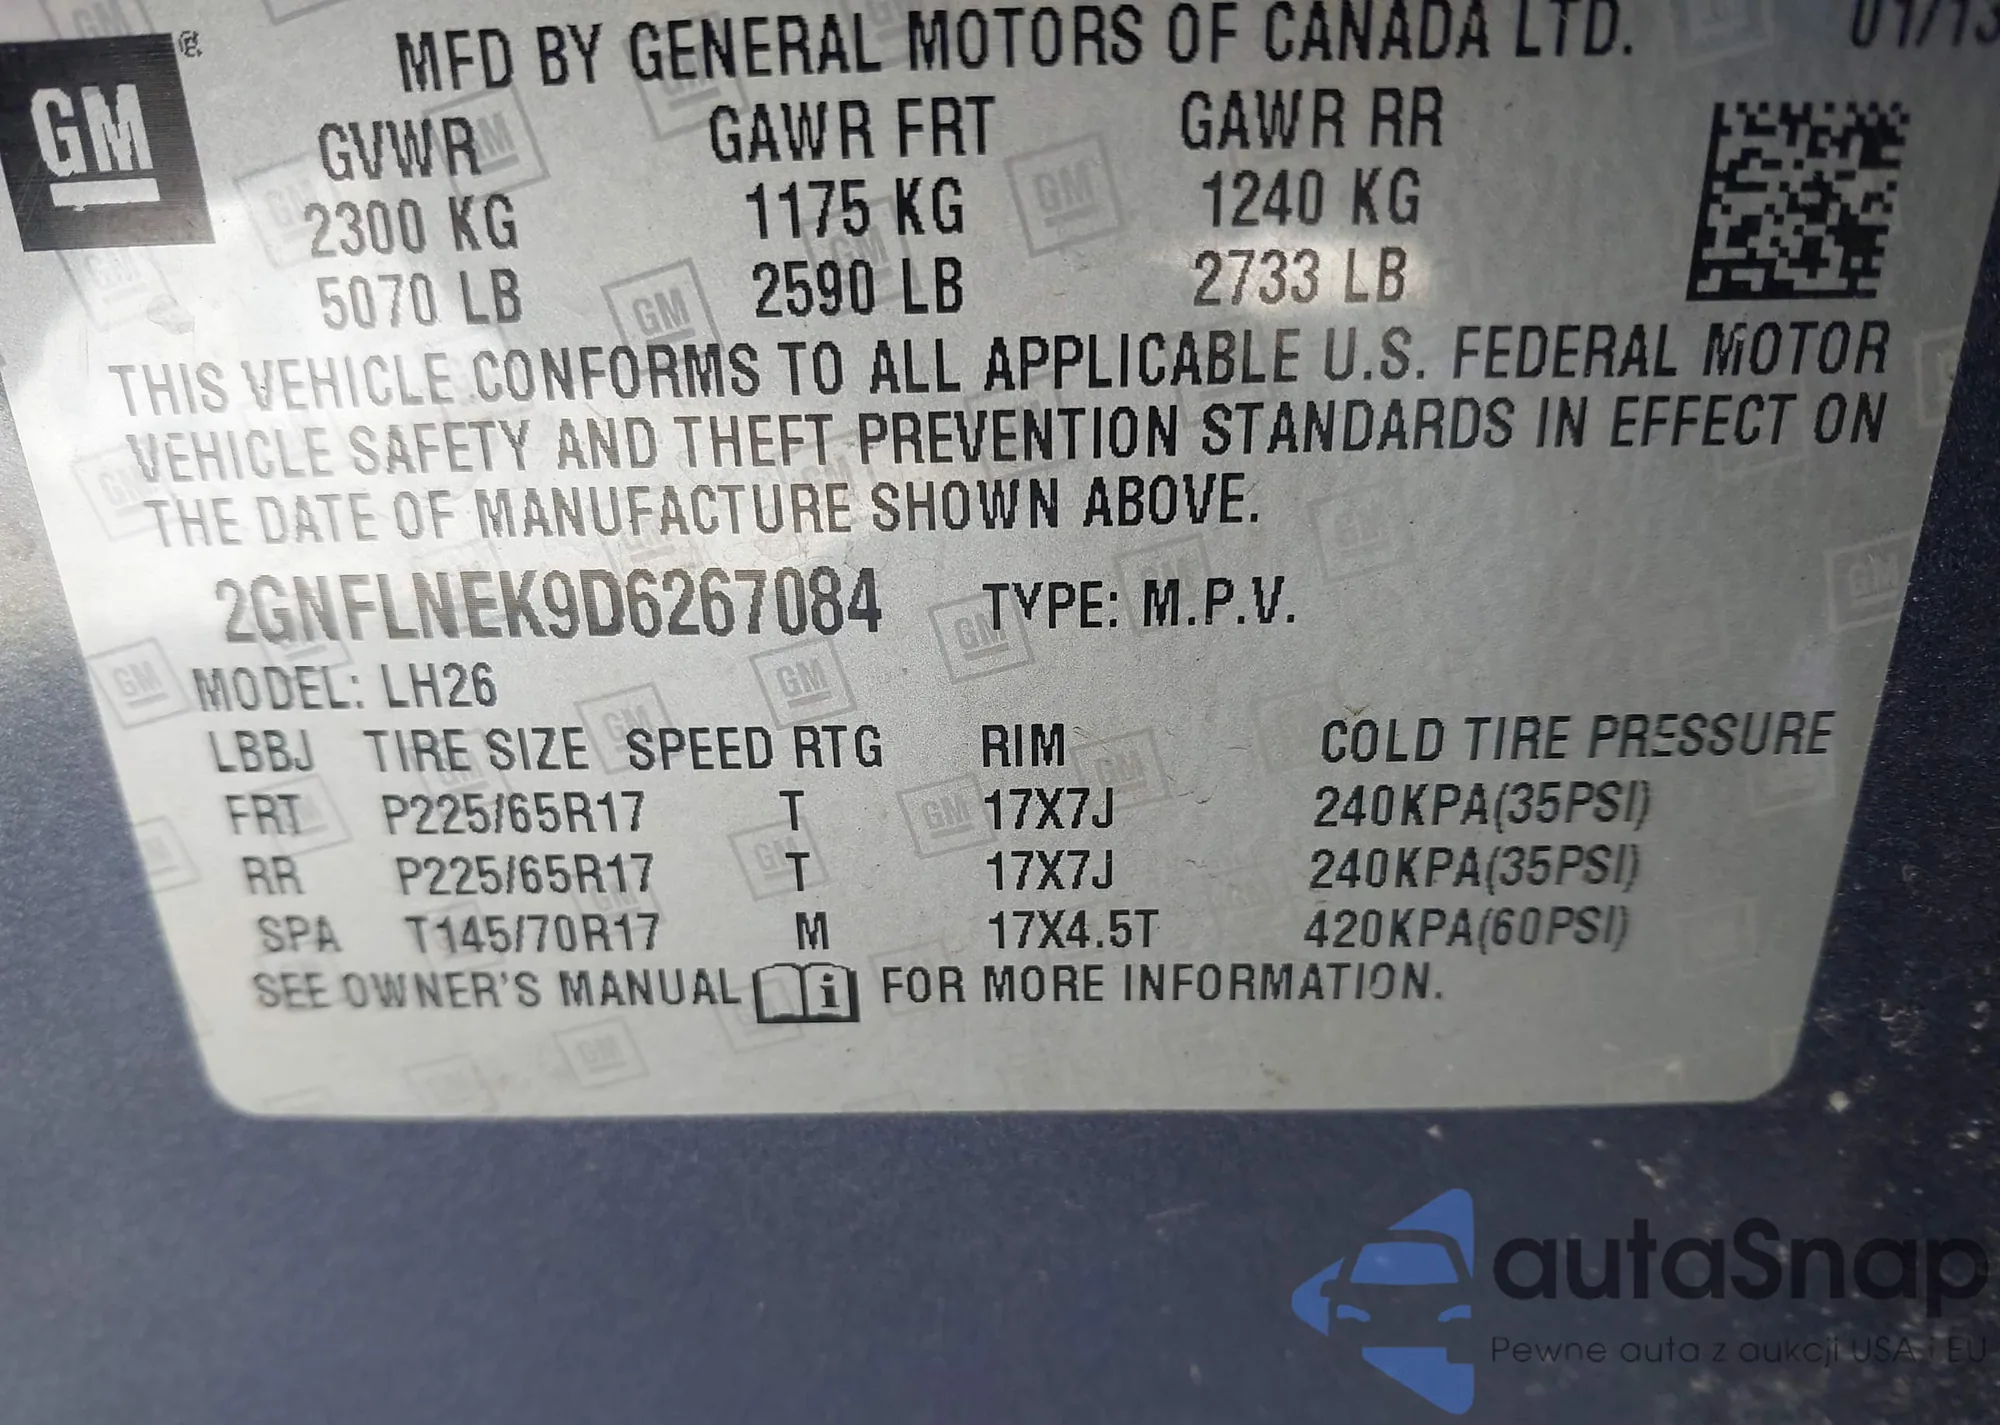 GM
MFD BY GENERAL MOTORS OF CANADA LTD. 01/13
GVWR GAWR FRT GAWR RR
2300 KG 1175 KG 1240 KG
5070 LB 2590 LB 2733 LB
THIS VEHICLE CONFORMS TO ALL APPLICABLE U.S. FEDERAL MOTOR
VEHICLE SAFETY AND THEFT PREVENTION STANDARDS IN EFFECT ON
THE DATE OF MANUFACTURE SHOWN ABOVE.
2GNFLNEK9D6267084 TYPE: M.P.V.
MODEL: LH26
LBBJ TIRE SIZE SPEED RTG RIM COLD TIRE PRESSURE
FRT P225/65R17 T 17X7J 240KPA(35PSI)
RR P225/65R17 T 17X7J 240KPA(35PSI)
SPA T145/70R17 M 17X4.5T 420KPA(60PSI)
SEE OWNER'S MANUAL i FOR MORE INFORMATION.
autaSnap
Pewne auta z aukcji USA i EU